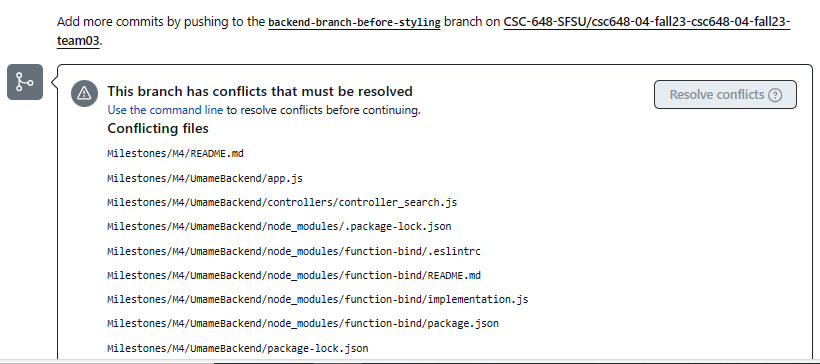 Add more commits by pushing to the backend-branch-before-styling branch on CSC-648-SFSU/csc648-04-fall23-csc648-04-fall23-
team03.
This branch has conflicts that must be resolved
Resolve conflicts
Use the command line to resolve conflicts before continuing.
Conflicting files
Milestones/M4/README.md
Milestones/M4/UmameBackend/app.js
Milestones/M4/UmameBackend/controllers/controller_search.js
Milestones/M4/UmameBackend/node_modules/.package-lock.json
Milestones/M4/UmameBackend/node_modules/function-bind/.eslintrc
Milestones/M4/UmameBackend/node_modules/function-bind/README.md
Milestones/M4/UmameBackend/node_modules/function-bind/implementation.js
Milestones/M4/UmameBackend/node_modules/function-bind/package.json
Milestones/M4/UmameBackend/package-lock.json